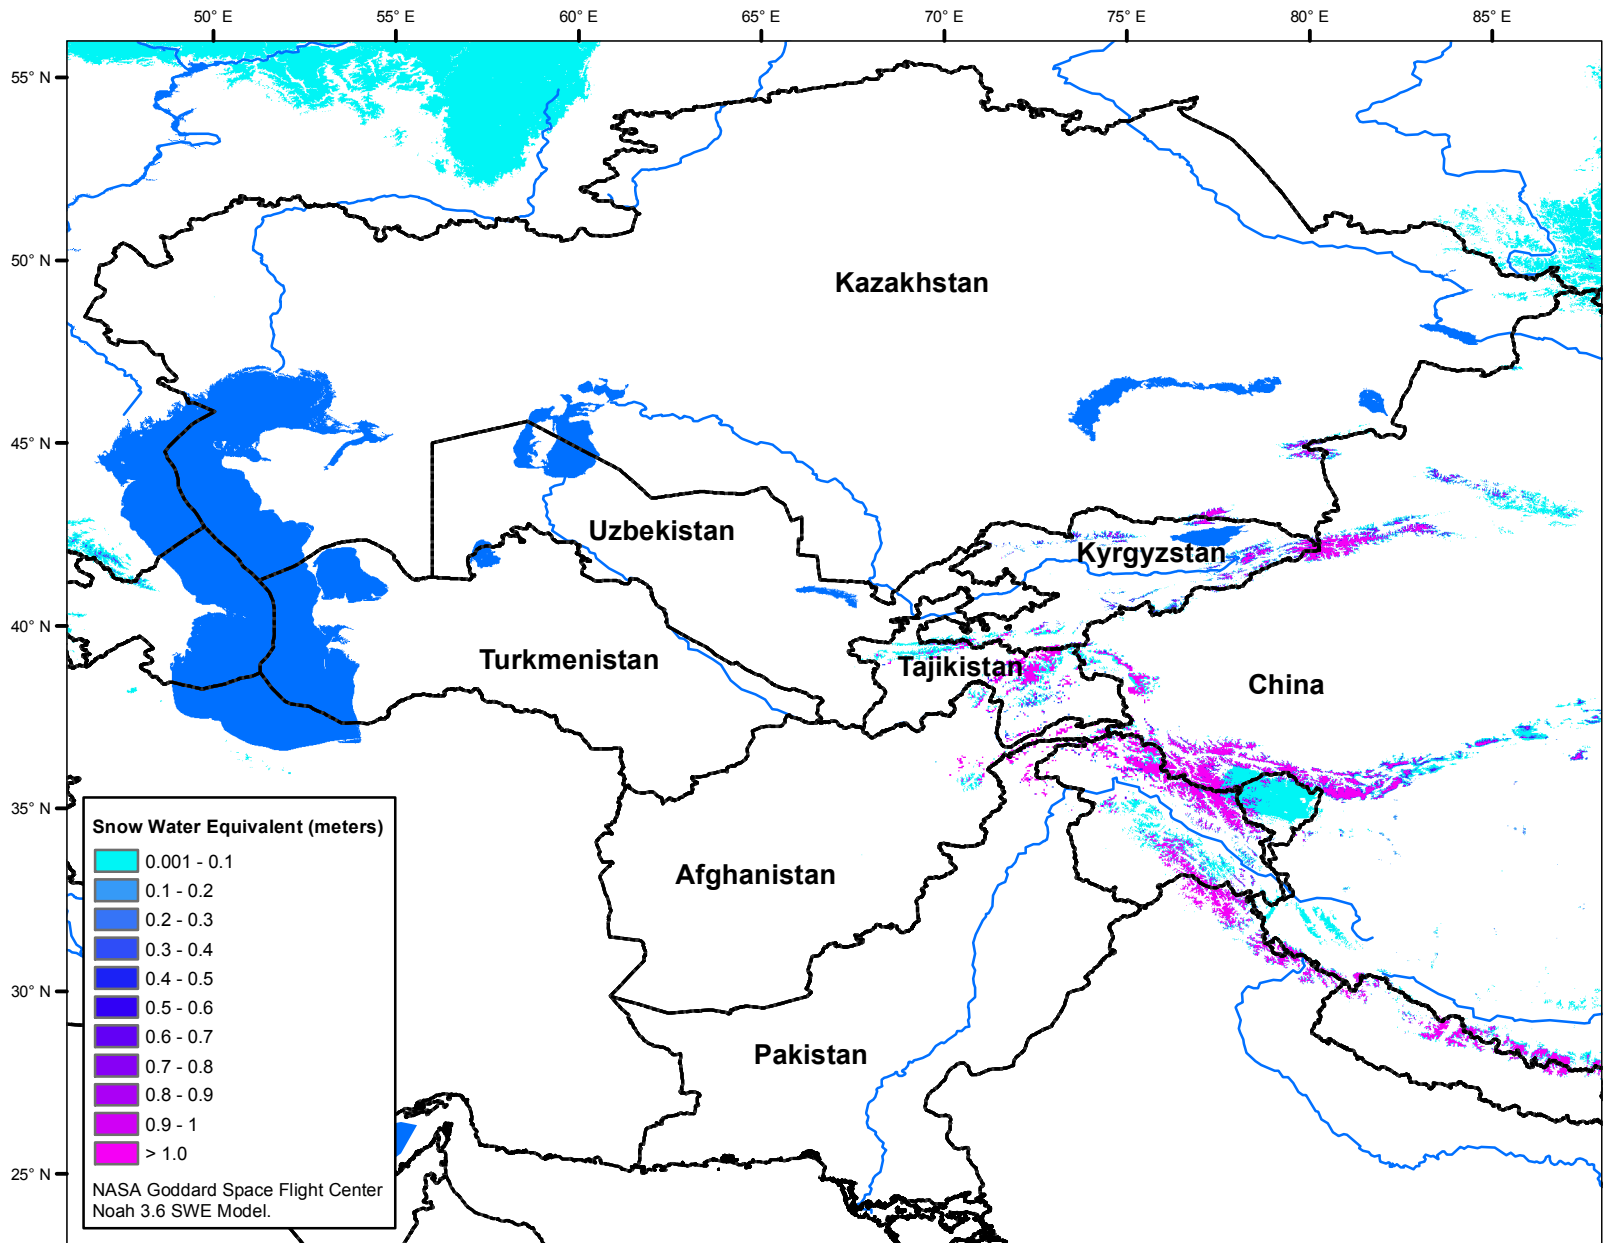 50° E 55° E 60° E 65° E 70° E 75° E 80° E 85° E
55° N
50° N
Kazakhstan
45° N
Uzbekistan
Kyrgyzstan
40° N
Turkmenistan
Tajikistan
China
35° N
Snow Water Equivalent (meters)
0.001 - 0.1
0.1 - 0.2
0.2 - 0.3
0.3 - 0.4
0.4 - 0.5
0.5 - 0.6
0.6 - 0.7
0.7 - 0.8
0.8 - 0.9
0.9 - 1
> 1.0
NASA Goddard Space Flight Center
Noah 3.6 SWE Model.
Afghanistan
30° N
Pakistan
25° N